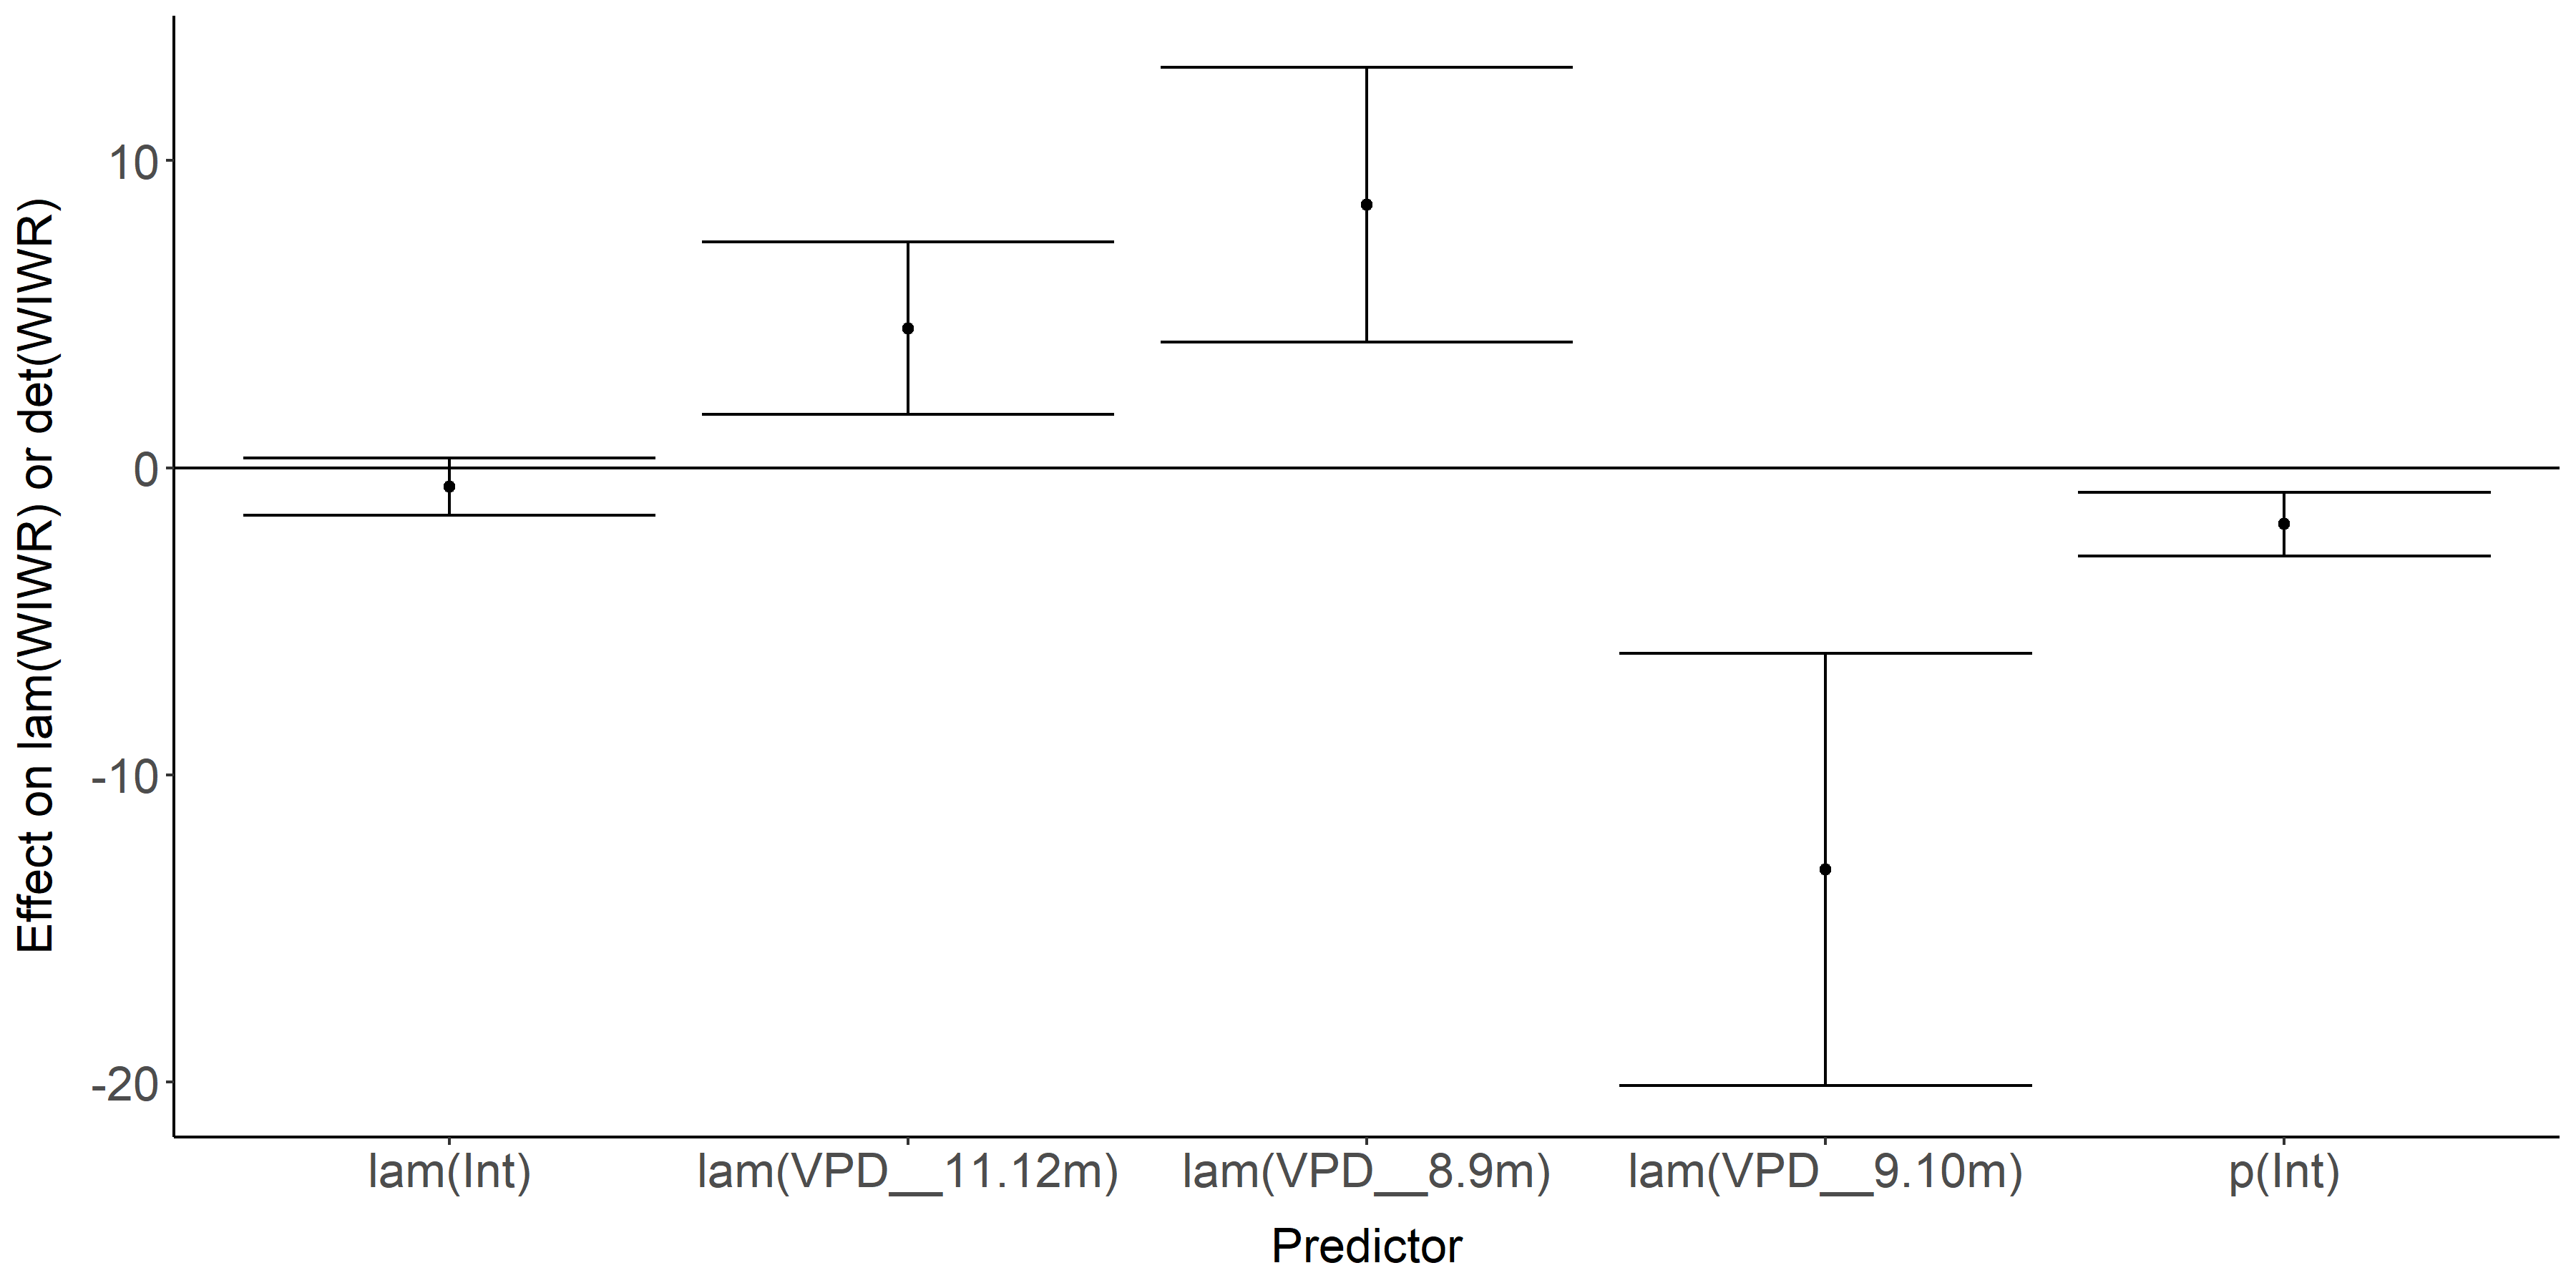 Effect on lam(WIWR) or det(WIWR)
10
0
-10
-20
lam(Int)
lam(VPD__11.12m)
lam(VPD__8.9m)
lam(VPD__9.10m)
p(Int)
Predictor